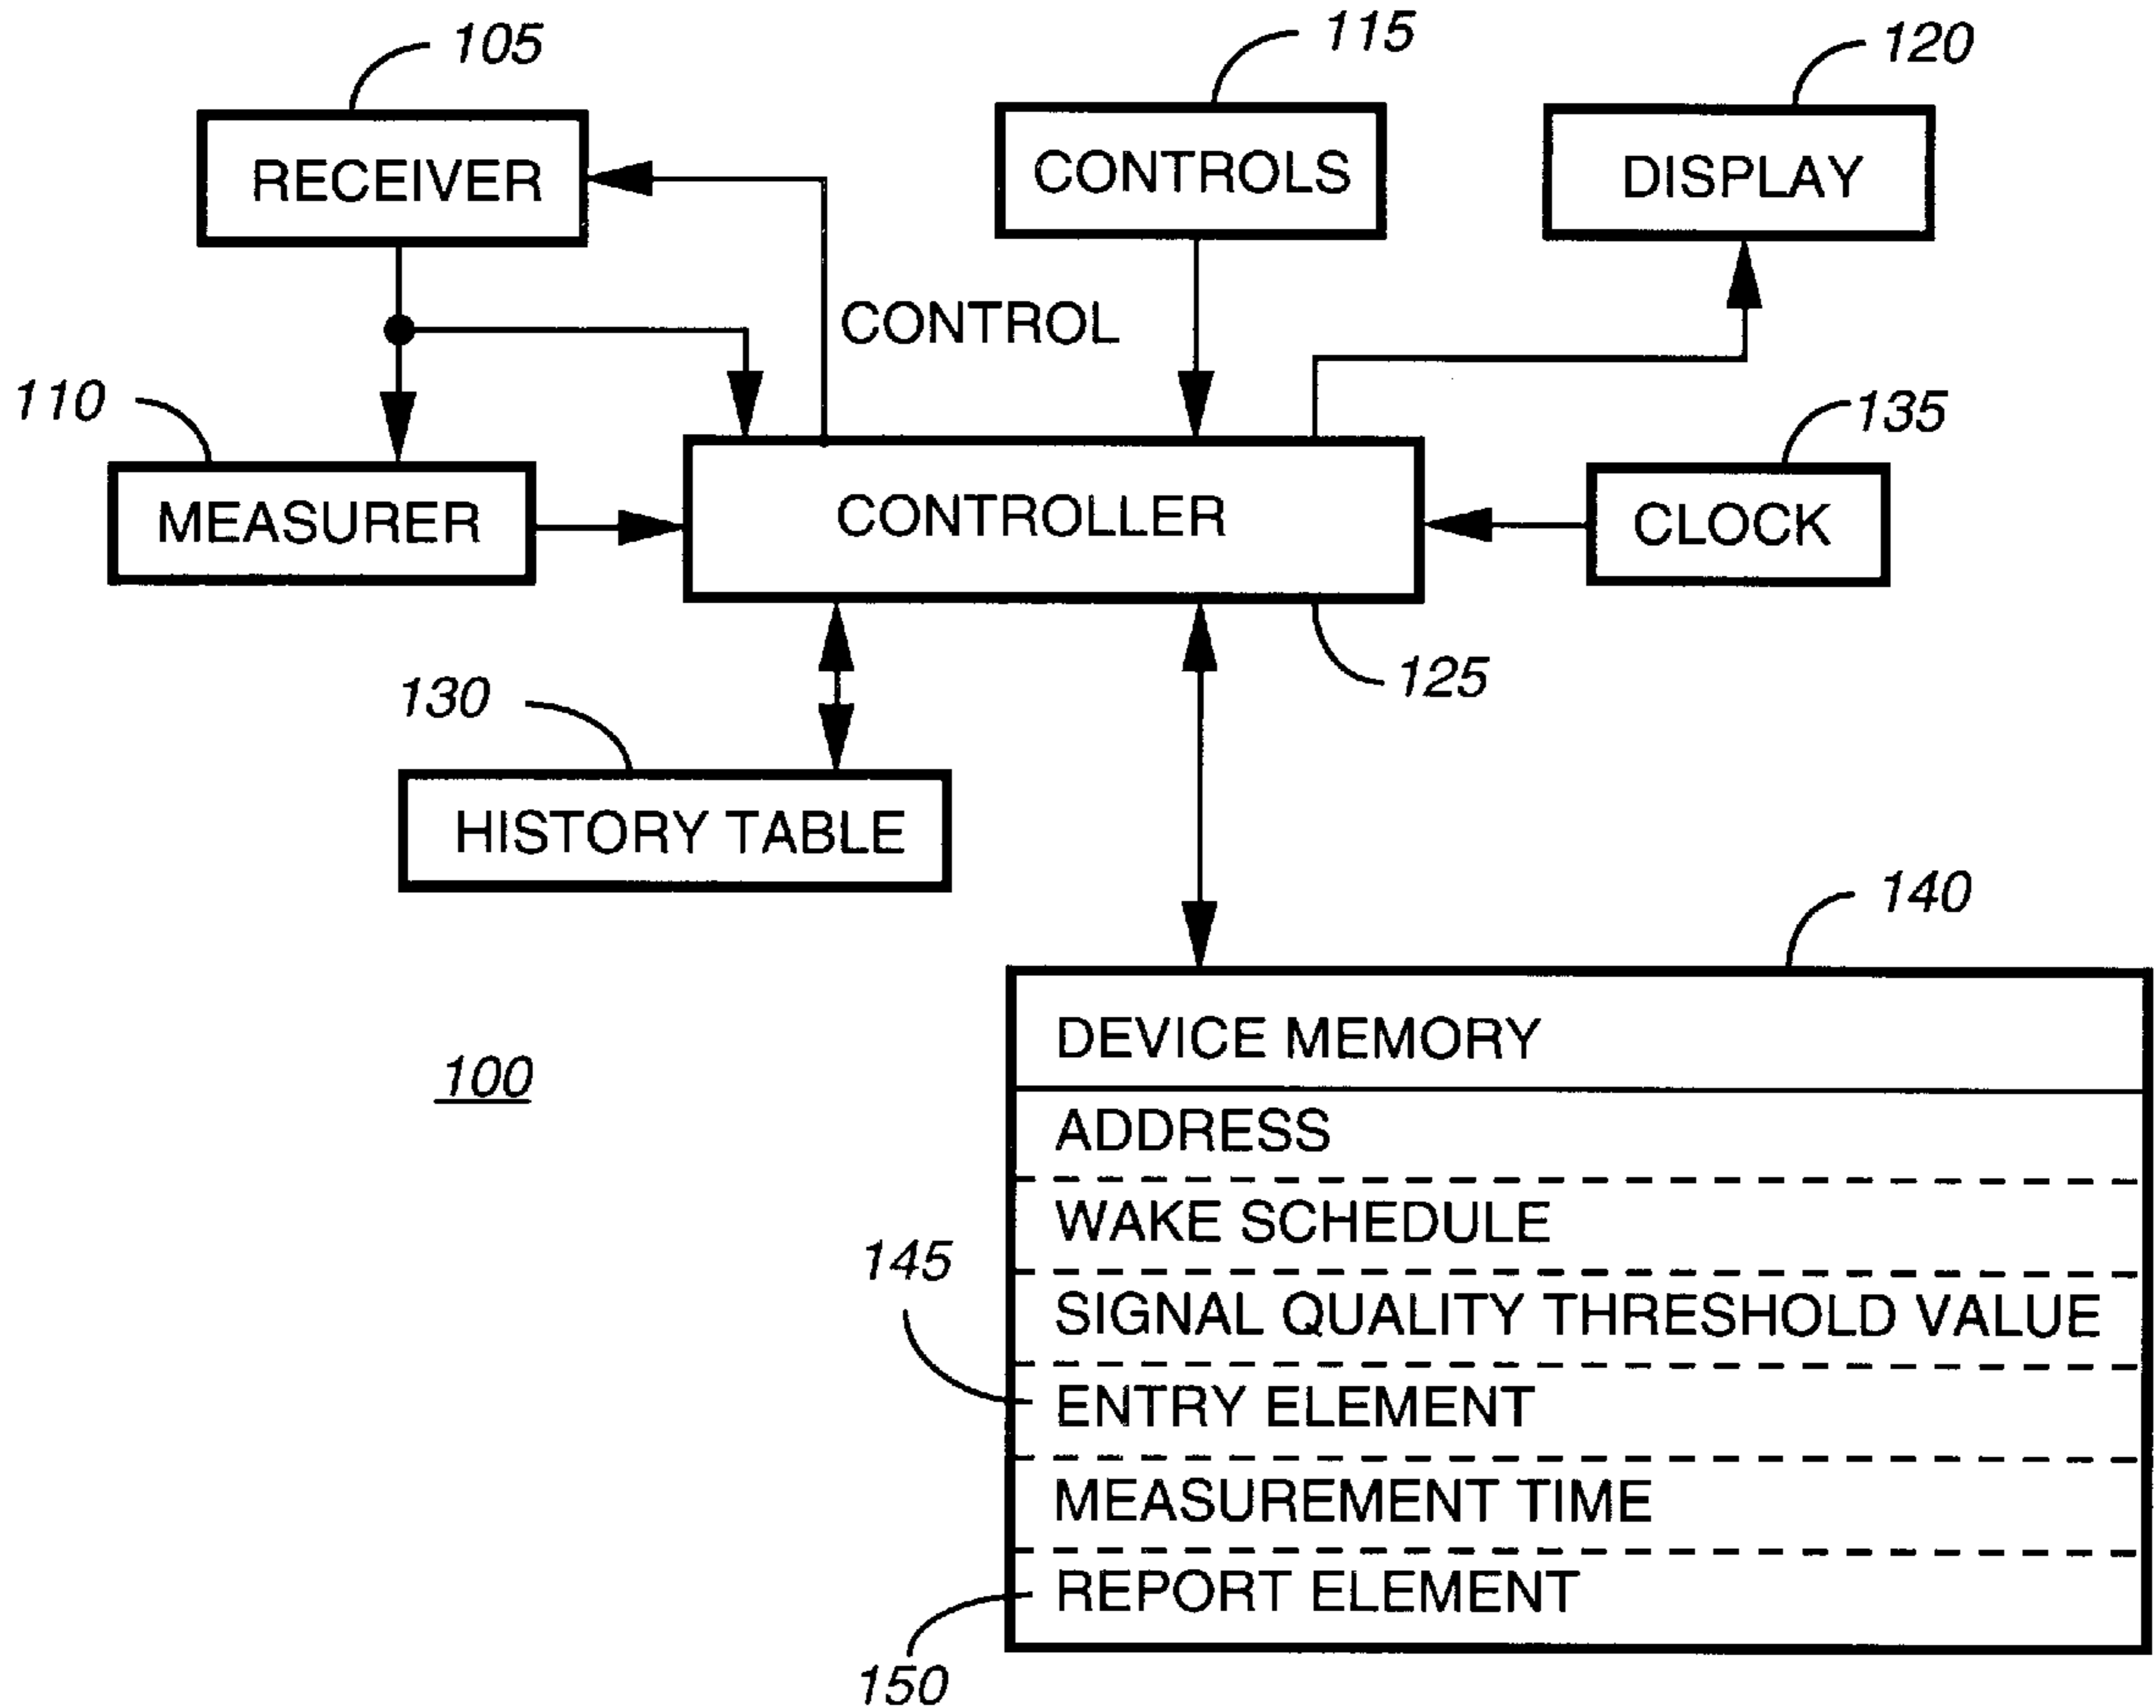 105
115
120
RECEIVER
CONTROLS
DISPLAY
CONTROL
110
135
MEASURER
CONTROLLER
CLOCK
130
125
HISTORY TABLE
140
100
DEVICE MEMORY
ADDRESS
WAKE SCHEDULE
145
SIGNAL QUALITY THRESHOLD VALUE
ENTRY ELEMENT
MEASUREMENT TIME
REPORT ELEMENT
150